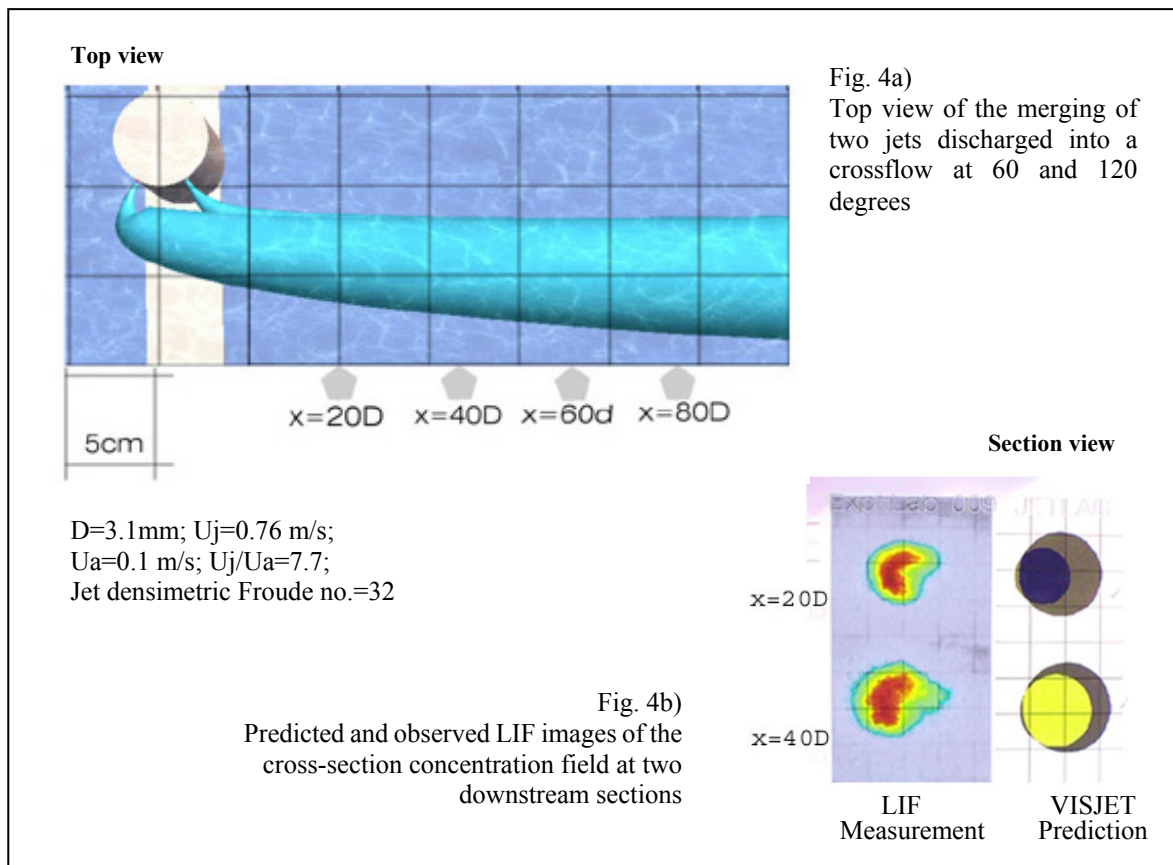 Top view
Fig. 4a)
Top view of the merging of
two jets discharged into a
crossflow at 60 and 120
degrees
x=20D x=40D x=60d x=80D
5cm
Section view
D=3.1mm; Uj=0.76 m/s;
Ua=0.1 m/s; Uj/Ua=7.7;
Jet densimetric Froude no.=32
x=20D
x=40D
Fig. 4b)
Predicted and observed LIF images of the
cross-section concentration field at two
downstream sections
LIF
Measurement
VISJET
Prediction